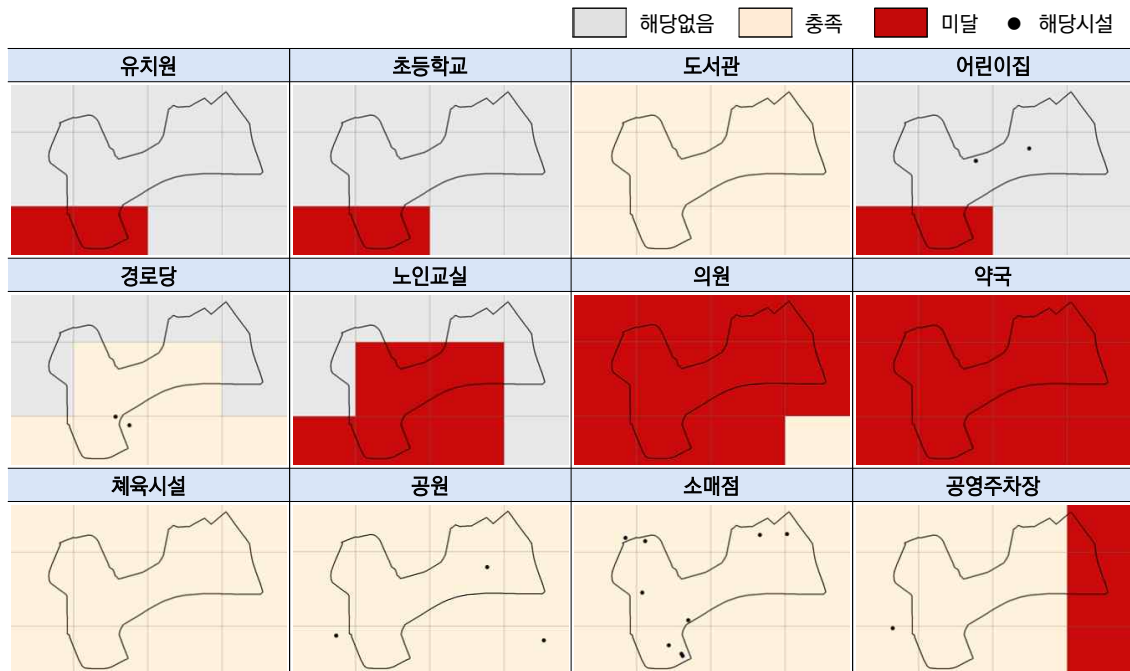 해당없음 충족 미달 해당시설
유치원 초등학교 도서관 어린이집
경로당 노인교실 의원 약국
체육시설 공원 소매점 공영주차장